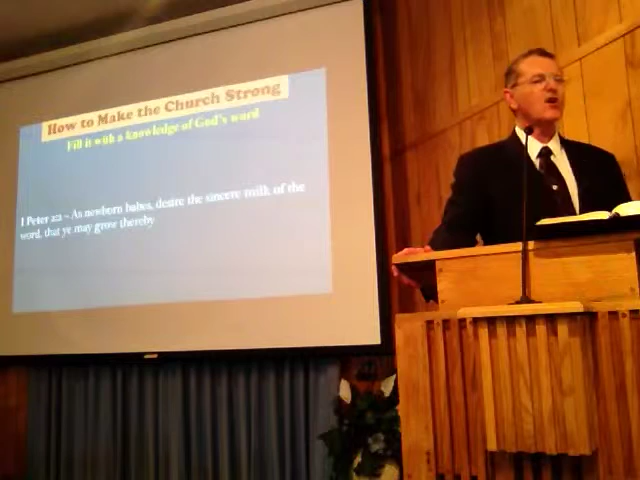 How to Make the Church Strong
Fill it with a knowledge of God's word
I Peter 2:2 – As newborn babes, desire the sincere milk of the
word, that ye may grow thereby